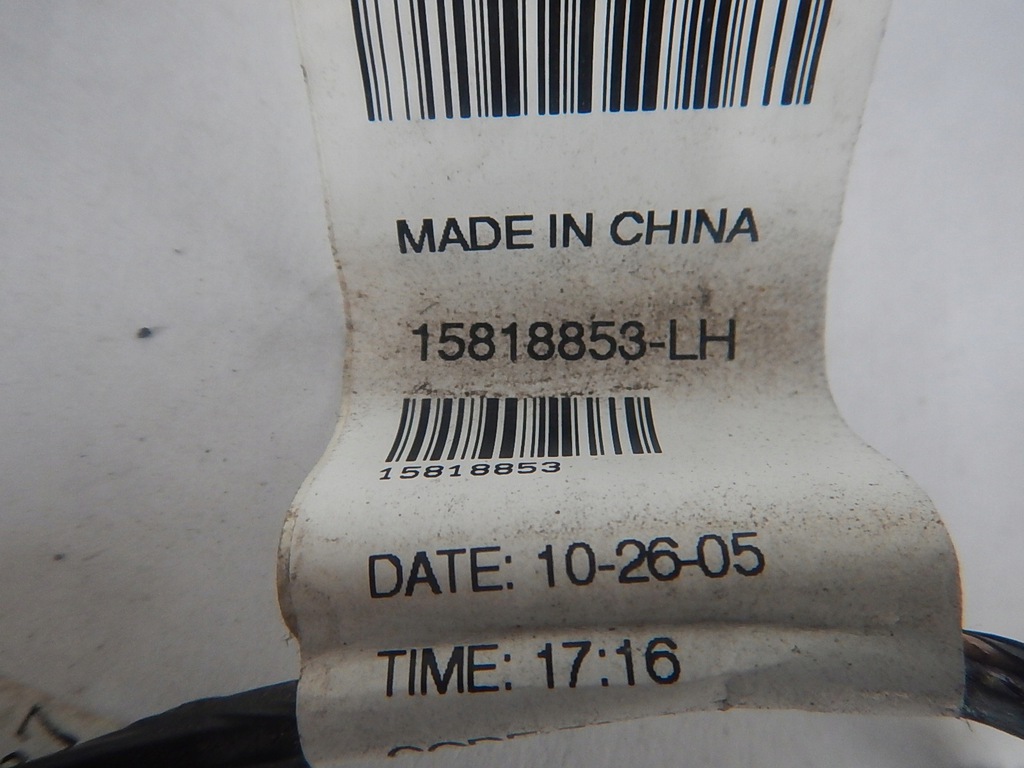 MADE IN CHINA
15818853-LH
15818853
DATE: 10-26-05
TIME: 17:16